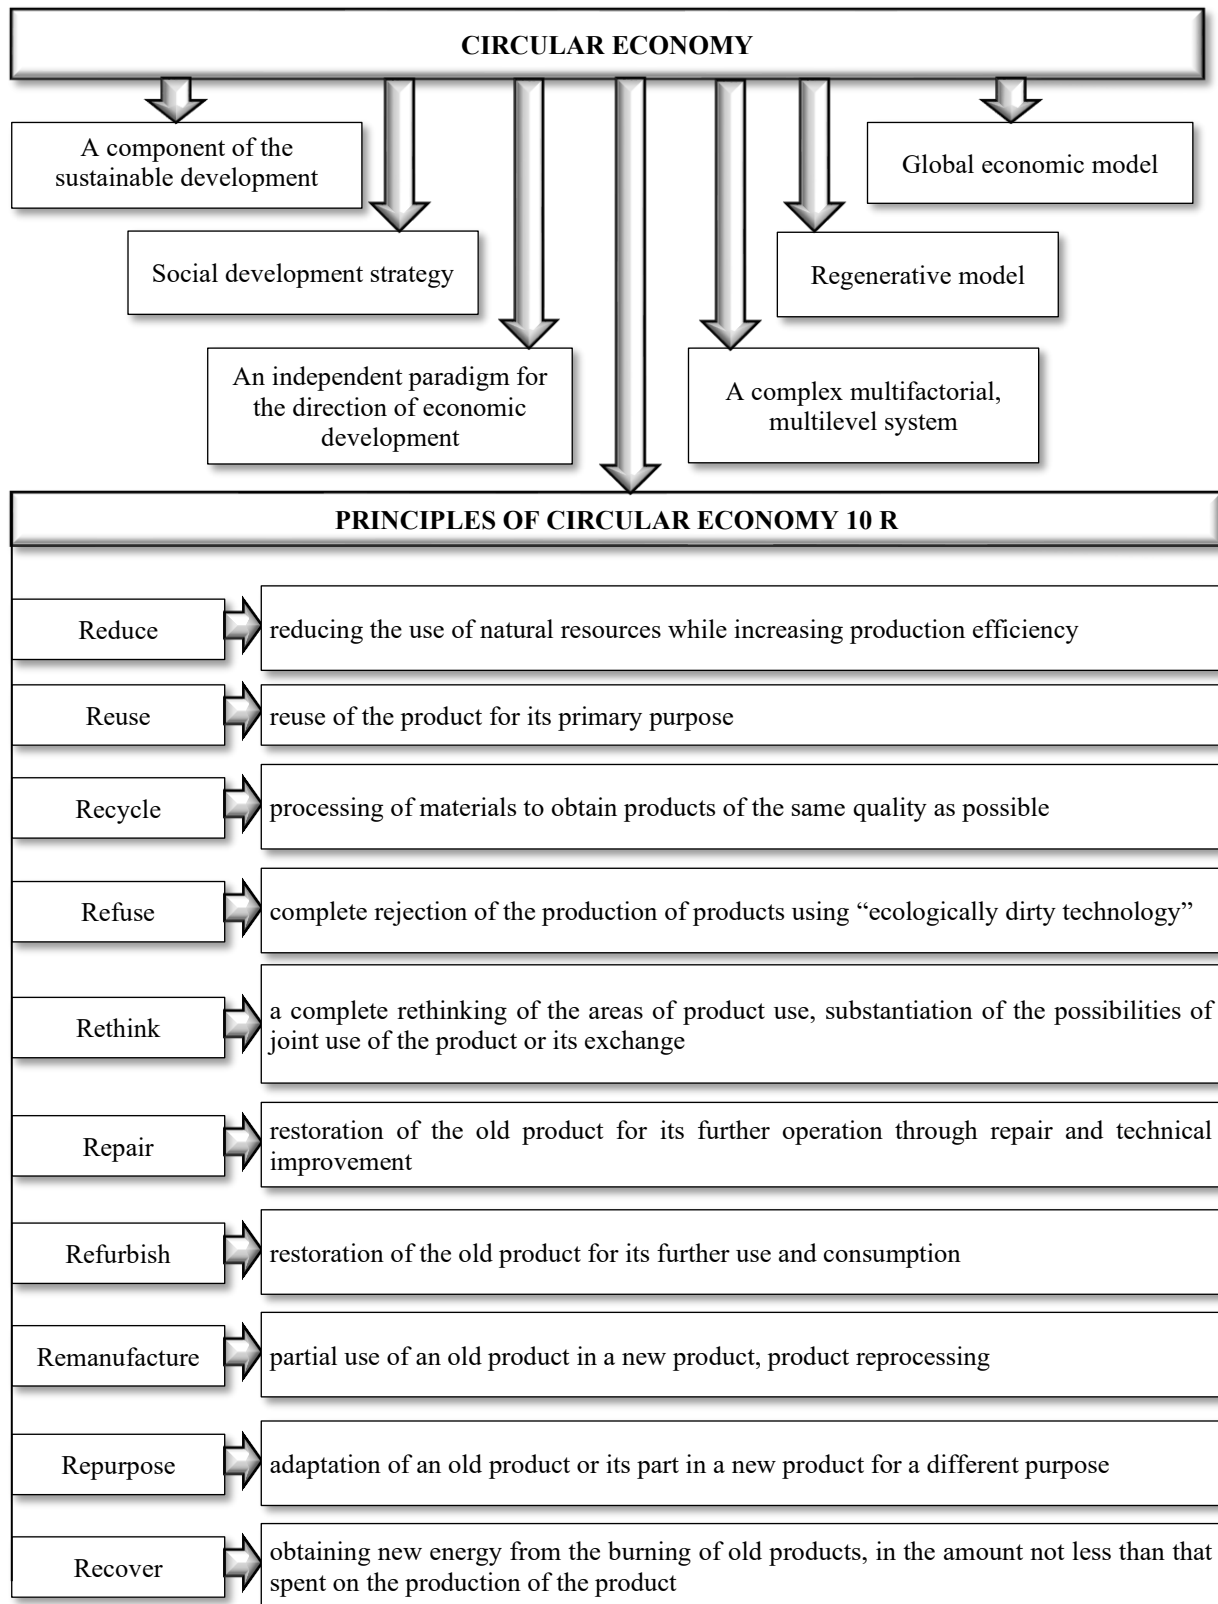 CIRCULAR ECONOMY
A component of the
sustainable development
Global economic model
Social development strategy
Regenerative model
An independent paradigm for
the direction of economic
development
A complex multifactorial,
multilevel system
PRINCIPLES OF CIRCULAR ECONOMY 10 R
Reduce
reducing the use of natural resources while increasing production efficiency
Reuse
reuse of the product for its primary purpose
Recycle
processing of materials to obtain products of the same quality as possible
Refuse
complete rejection of the production of products using “ecologically dirty technology”
Rethink
a complete rethinking of the areas of product use, substantiation of the possibilities of
joint use of the product or its exchange
Repair
restoration of the old product for its further operation through repair and technical
improvement
Refurbish
restoration of the old product for its further use and consumption
Remanufacture
partial use of an old product in a new product, product reprocessing
Repurpose
adaptation of an old product or its part in a new product for a different purpose
Recover
obtaining new energy from the burning of old products, in the amount not less than that
spent on the production of the product